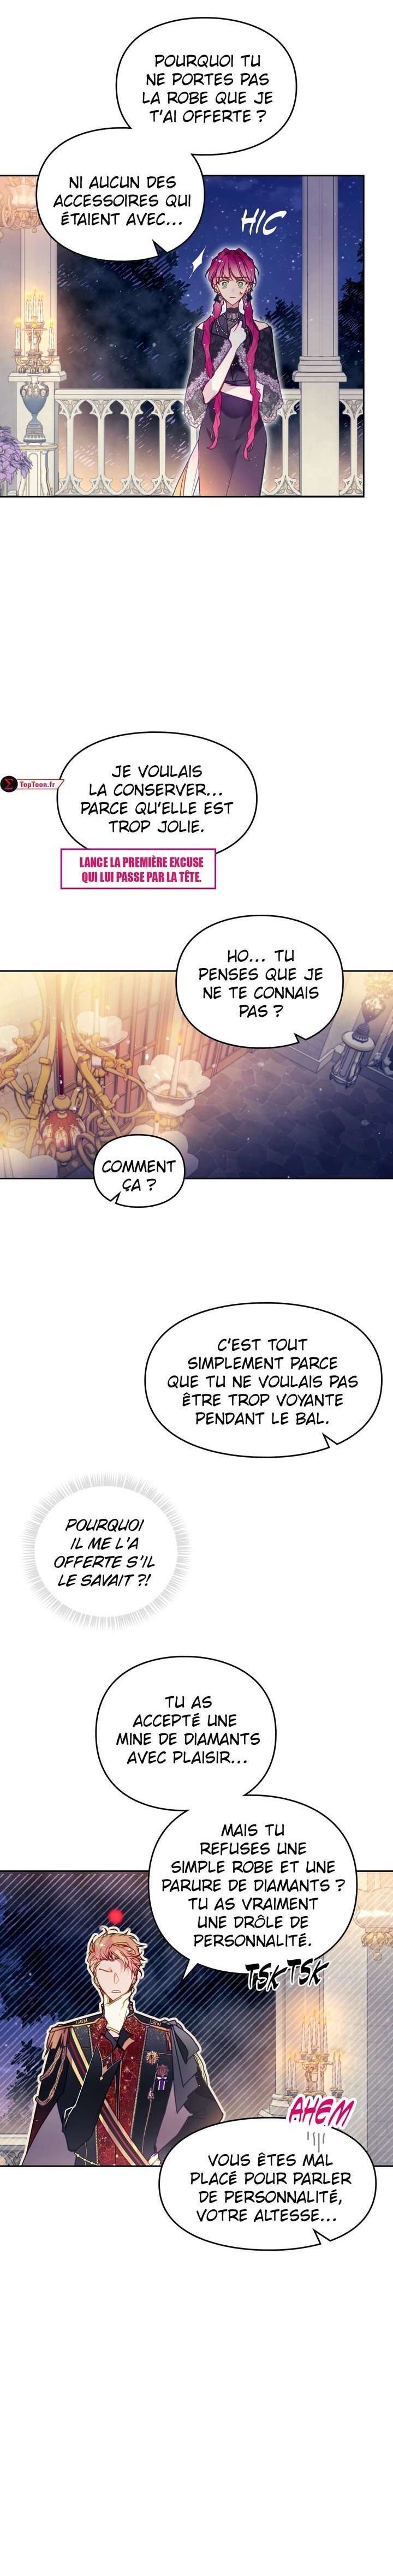 POURQUOI TU
NE PORTES PAS
LA ROBE QUE JE
T'AI OFFERTE ?
NI AUCUN DES
ACCESSOIRES QUI
ÉTAIENT AVEC...
HIC
JE VOULAIS
LA CONSERVER...
PARCE QU'ELLE EST
TROP JOLIE.
TopToon.fr
LANCE LA PREMIÈRE EXCUSE
QUI LUI PASSE PAR LA TÊTE.
HO... TU
PENSES QUE JE
NE TE CONNAIS
PAS ?
COMMENT
ÇA ?
C'EST TOUT
SIMPLEMENT PARCE
QUE TU NE VOULAIS PAS
ÊTRE TROP VOYANTE
PENDANT LE BAL.
POURQUOI
IL ME L'A
OFFERTE S'IL
LE SAVAIT ?!
TU AS
ACCEPTÉ UNE
MINE DE DIAMANTS
AVEC PLAISIR...
MAIS TU
REFUSES UNE
SIMPLE ROBE ET UNE
PARURE DE DIAMANTS ?
TU AS VRAIMENT
UNE DRÔLE DE
PERSONNALITÉ.
TSK TSK
AHEM
VOUS ÊTES MAL
PLACÉ POUR PARLER
DE PERSONNALITÉ,
VOTRE ALTESSE...